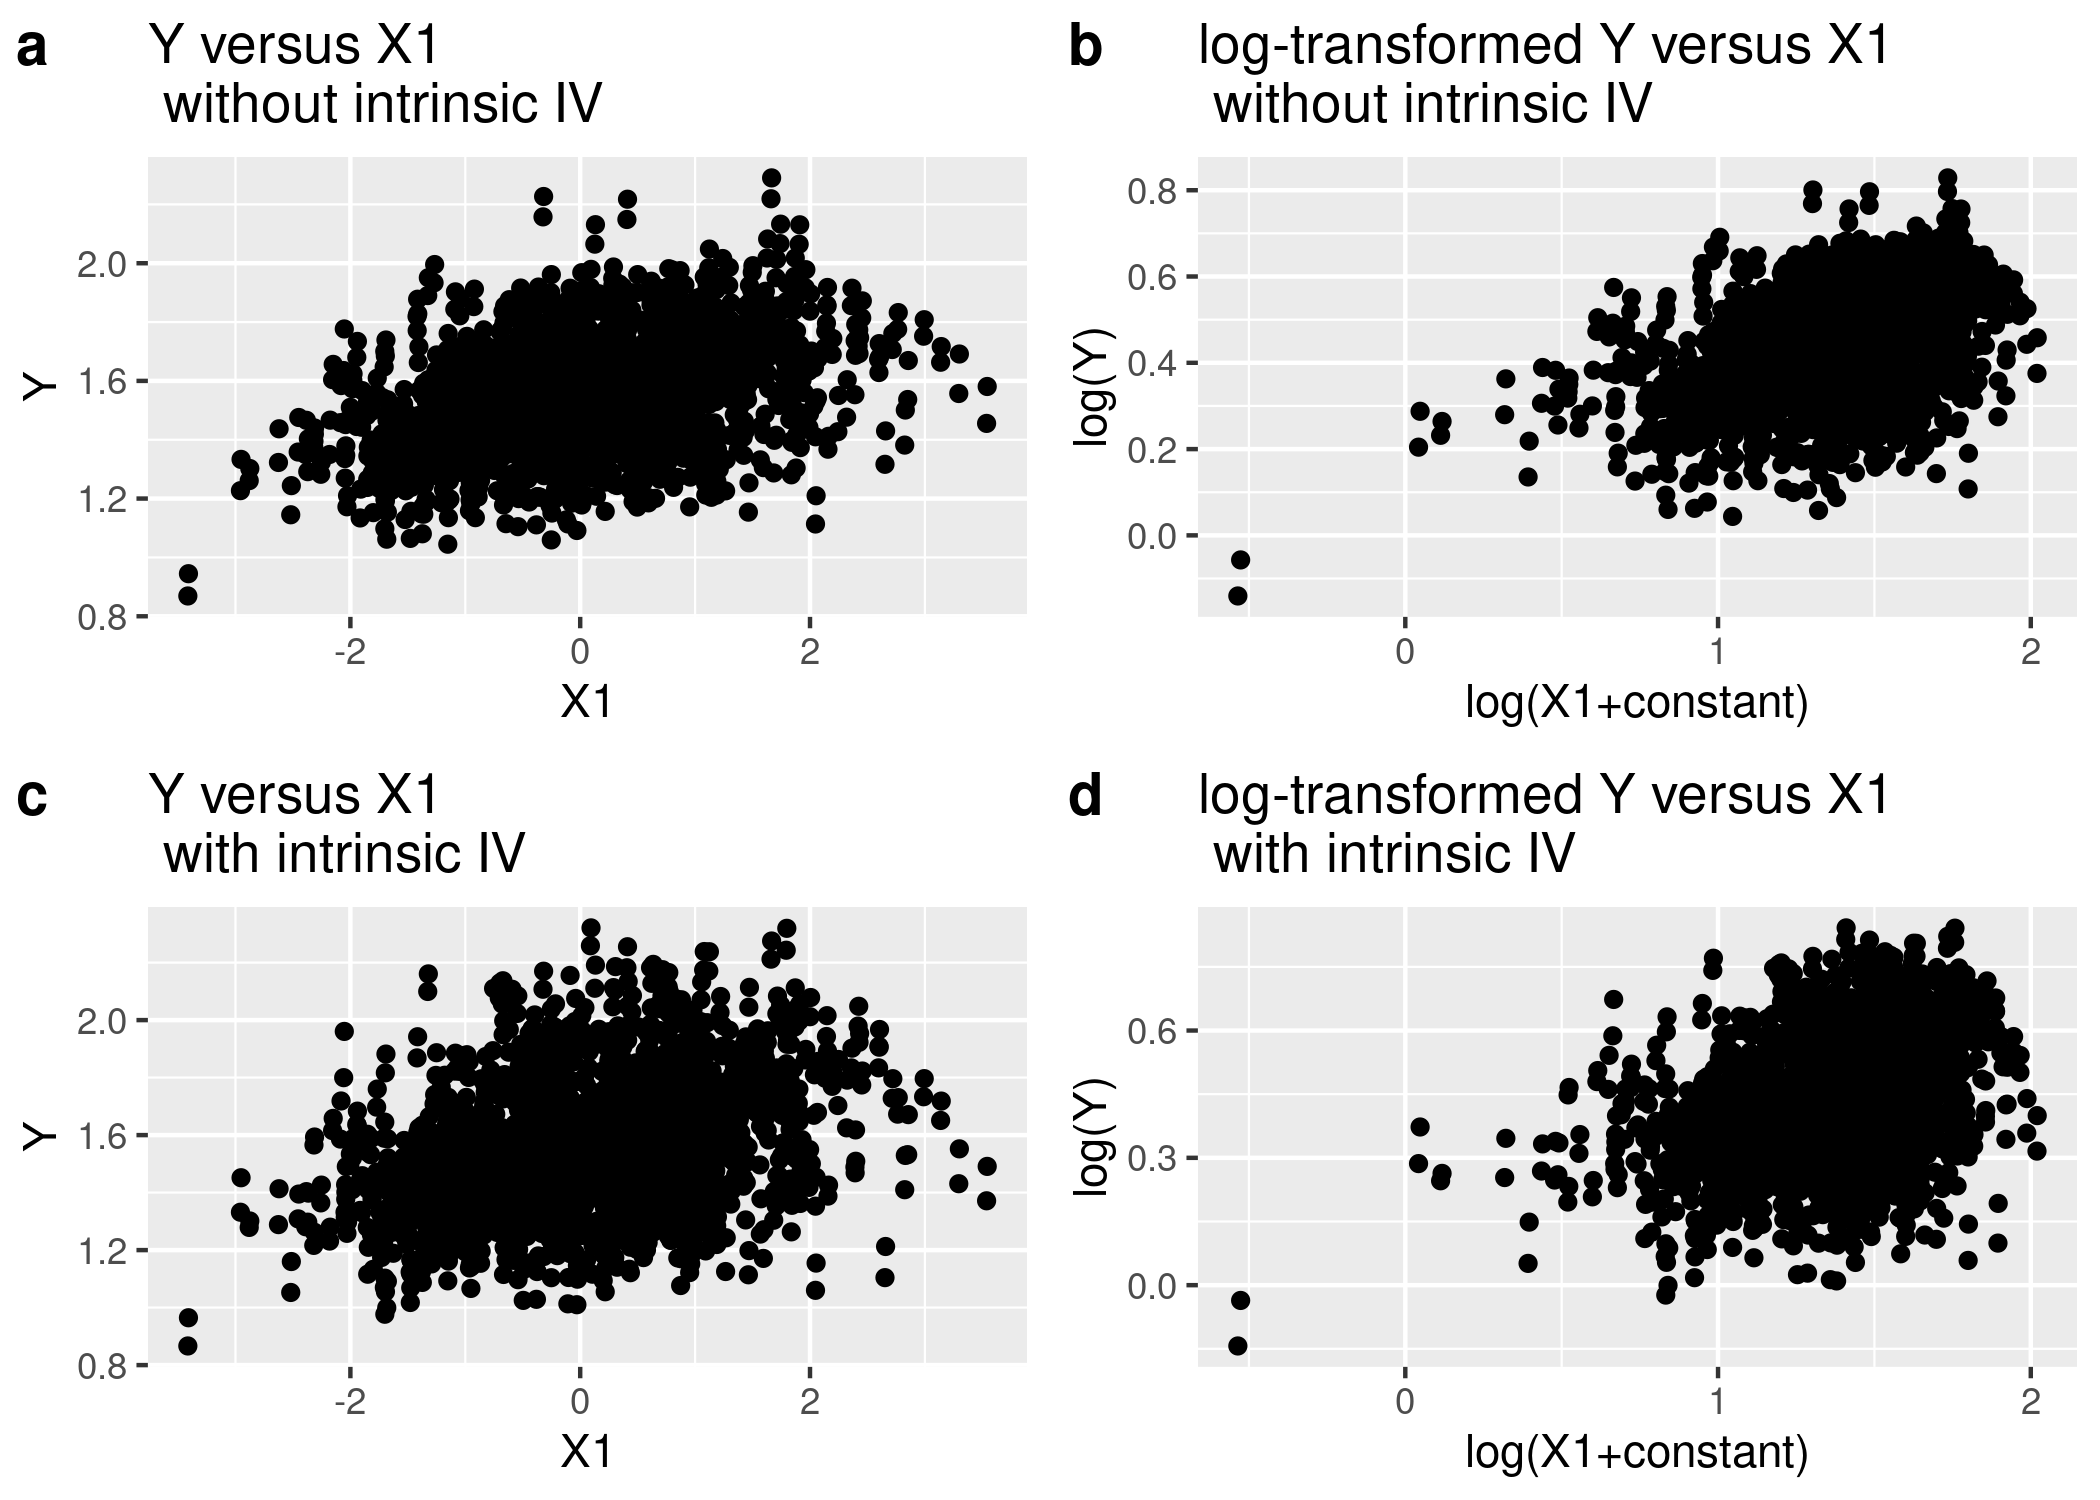 a
Y versus X1
without intrinsic IV
Y
2.0
1.6
1.2
0.8
-2 0 2
X1
b
log-transformed Y versus X1
without intrinsic IV
log(Y)
0.8
0.6
0.4
0.2
0.0
0 1 2
log(X1+constant)
c
Y versus X1
with intrinsic IV
Y
2.0
1.6
1.2
0.8
-2 0 2
X1
d
log-transformed Y versus X1
with intrinsic IV
log(Y)
0.6
0.3
0.0
0 1 2
log(X1+constant)